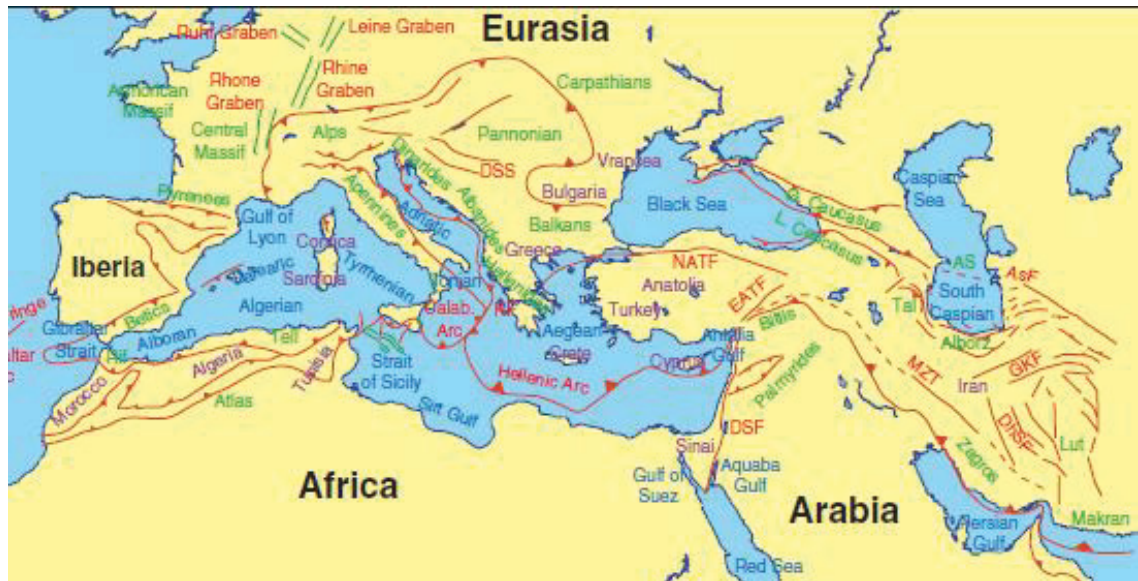 Ruhr Graben
Leine Graben
Eurasia
Rhone
Graben
Rhine
Graben
Carpathians
Armorican
Massif
Central
Massif
Alps
Pannonian
DSS
Vrancea
Bulgaria
Balkans
Black Sea
G. Caucasus
L. Caucasus
Caspian
Sea
Pyrenees
Gulf of
Lyon
Apennines
Dinarides
Albanides
Adriatic
Hellenides
Greece
Iberia
Corsica
Sardinia
Balearic
Tyrrhenian
Ionian
NATF
Anatolia
EATF
Turkey
Bitlis
AS
AsF
Tal
South
Caspian
Alborz
Algerian
Betics
Gibraltar
Strait
Rif
Alboran
Tell
Calab.
Arc
KF
Aegean
Crete
Antalia
Gulf
Cyprus
Palmyrides
MZT
Iran
GKF
Morocco
Algeria
Tunisia
Atlas
Strait
of Sicily
Sirt Gulf
Hellenic Arc
DSF
Sinai
Zagros
DRSF
Lut
Africa
Gulf of
Suez
Aquaba
Gulf
Arabia
Persian
Gulf
Makran
Red Sea